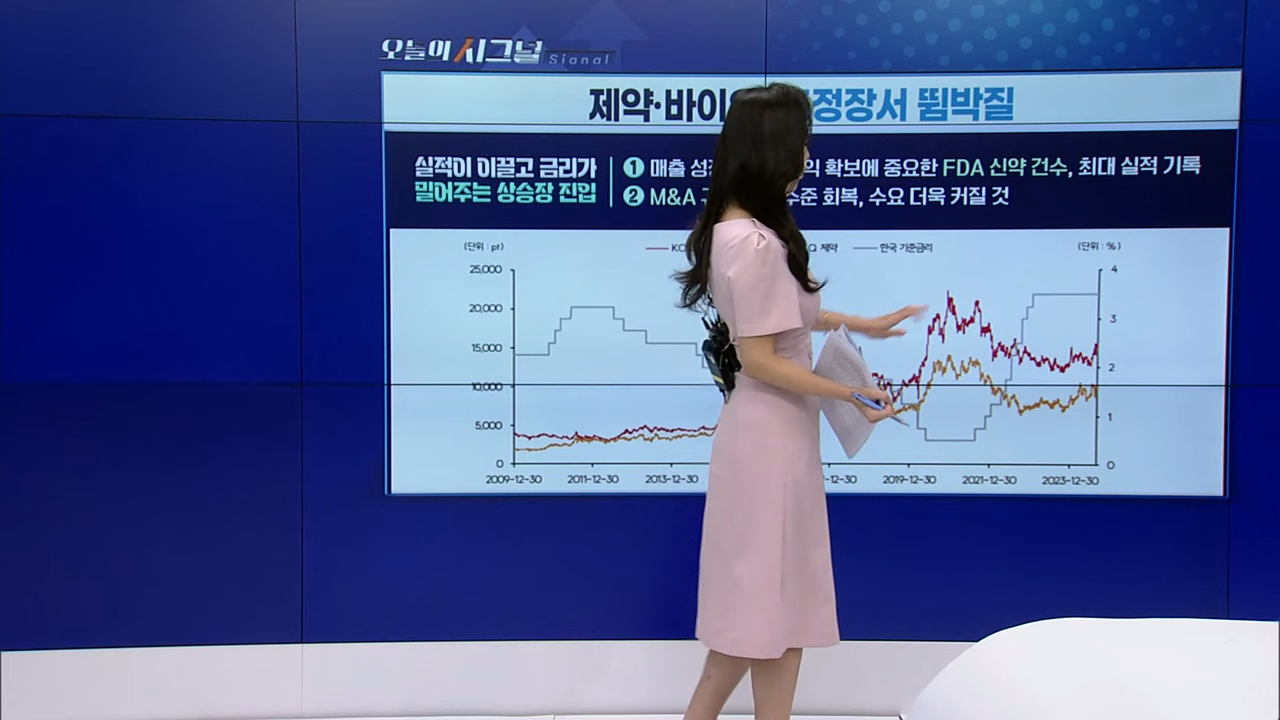 오늘의 시그널 Signal
제약·바이 정장서 뜀박질
실적이 이끌고 금리가
밀어주는 상승장 진입
❶ 매출 성 익 확보에 중요한 FDA 신약 건수, 최대 실적 기록
❷ M&A 수준 회복, 수요 더욱 커질 것
(단위 : pt) KO Q 제약 한국 기준금리 (단위 : %)
25,000
20,000
15,000
10,000
5,000
0
4
3
2
1
0
2009-12-30 2011-12-30 2013-12-30 -12-30 2019-12-30 2021-12-30 2023-12-30